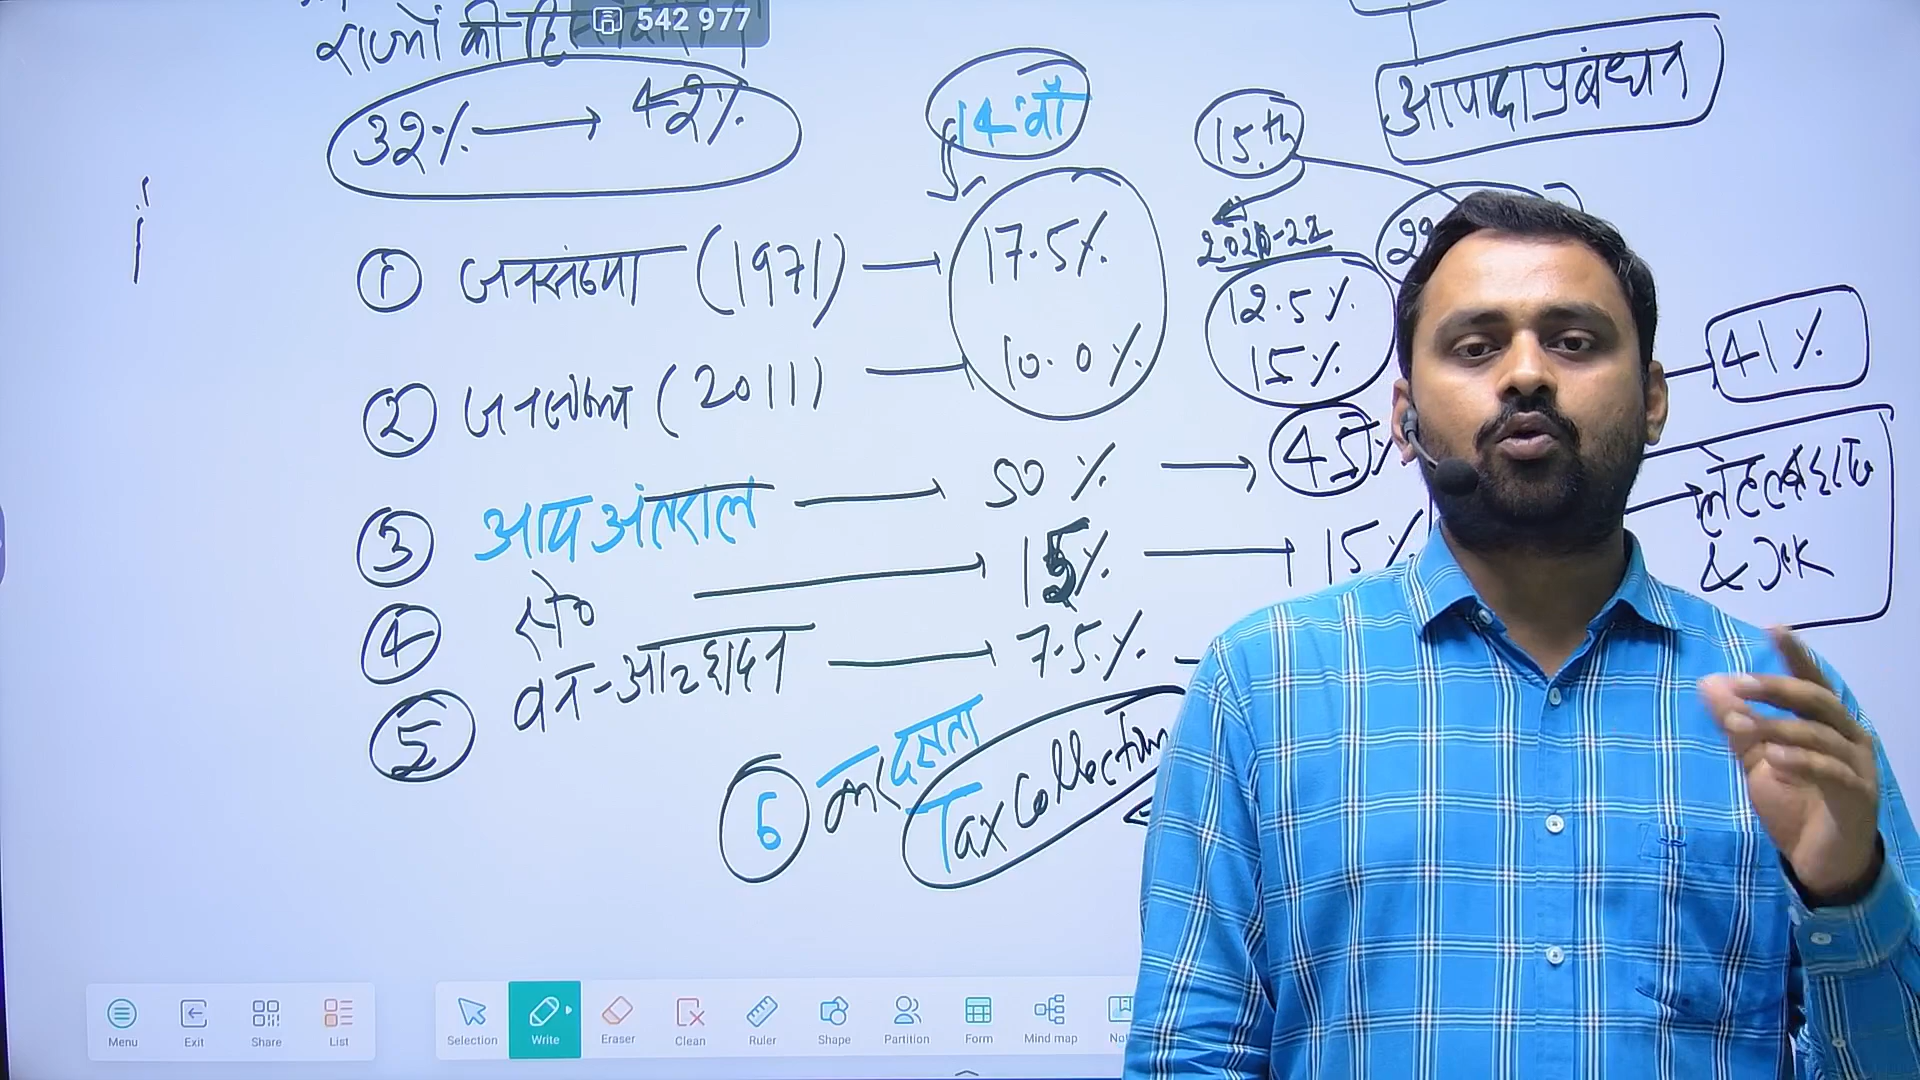 542 977
राज्यों की हि
32% → 42%
14वाँ
15th
आपदा प्रबंधन
2021-22
① जनसंख्या (1971) → 17.5% 12.5%
② जनसंख्या (2011) → 10.0% 15%
41%
③ आय अंतराल → 50% → 45%
④ क्षे० → 15% → 15%
& J&K
⑤ वन-आच्छादन → 7.5%
⑥ कर दक्षता
Tax Collection
Menu Exit Share List Selection Write Eraser Clean Ruler Shape Partition Form Mind map